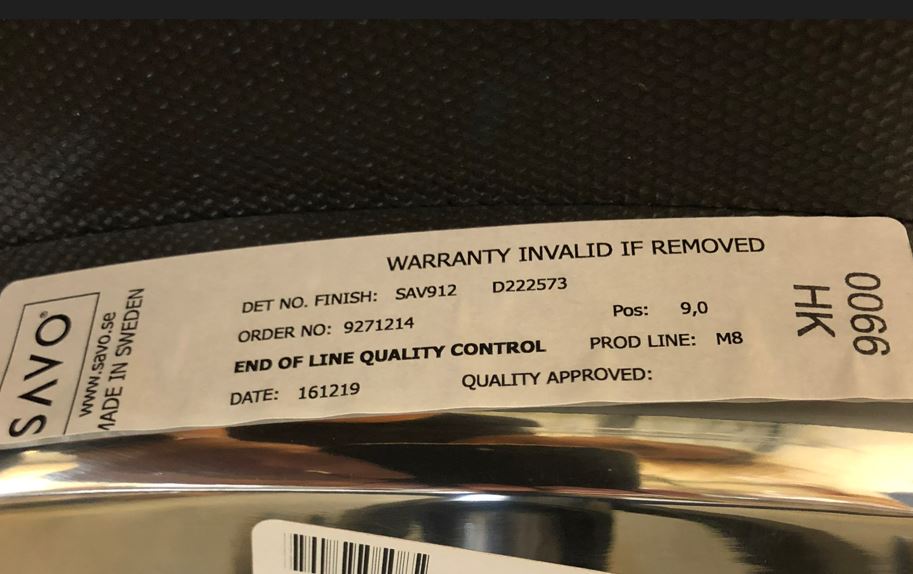 WARRANTY INVALID IF REMOVED
DET NO. FINISH: SAV912 D222573
Pos: 9,0
ORDER NO: 9271214
END OF LINE QUALITY CONTROL PROD LINE: M8
DATE: 161219 QUALITY APPROVED:
SAVO®
www.savo.se
MADE IN SWEDEN
HK
0066